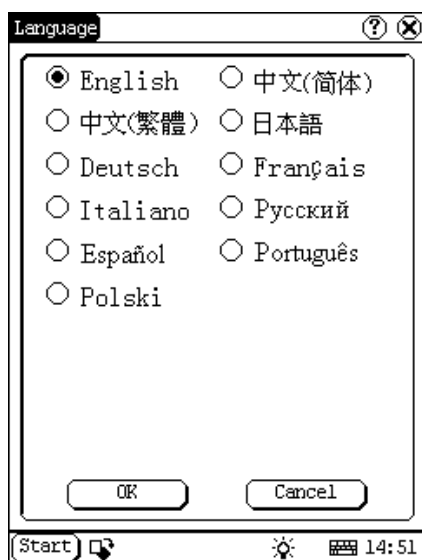 Language
English 中文(简体)
中文(繁體) 日本語
Deutsch Français
Italiano Русский
Español Português
Polski
OK Cancel
Start 14:51